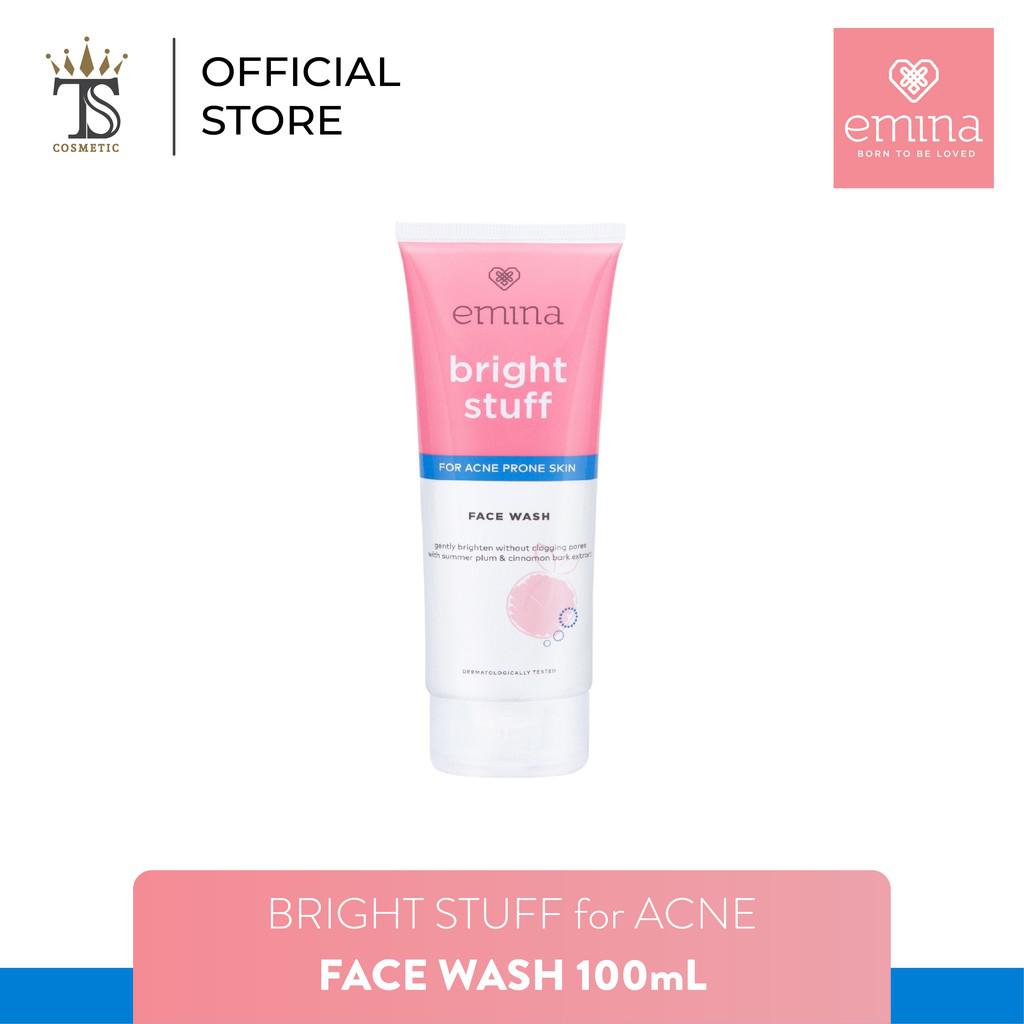 TS
COSMETIC
OFFICIAL
STORE
emina
BORN TO BE LOVED
emina
bright
stuff
FOR ACNE PRONE SKIN
FACE WASH
gently brighten without clogging pores
with summer plum & cinnamon bark extract
DERMATOLOGICALLY TESTED
BRIGHT STUFF for ACNE
FACE WASH 100mL